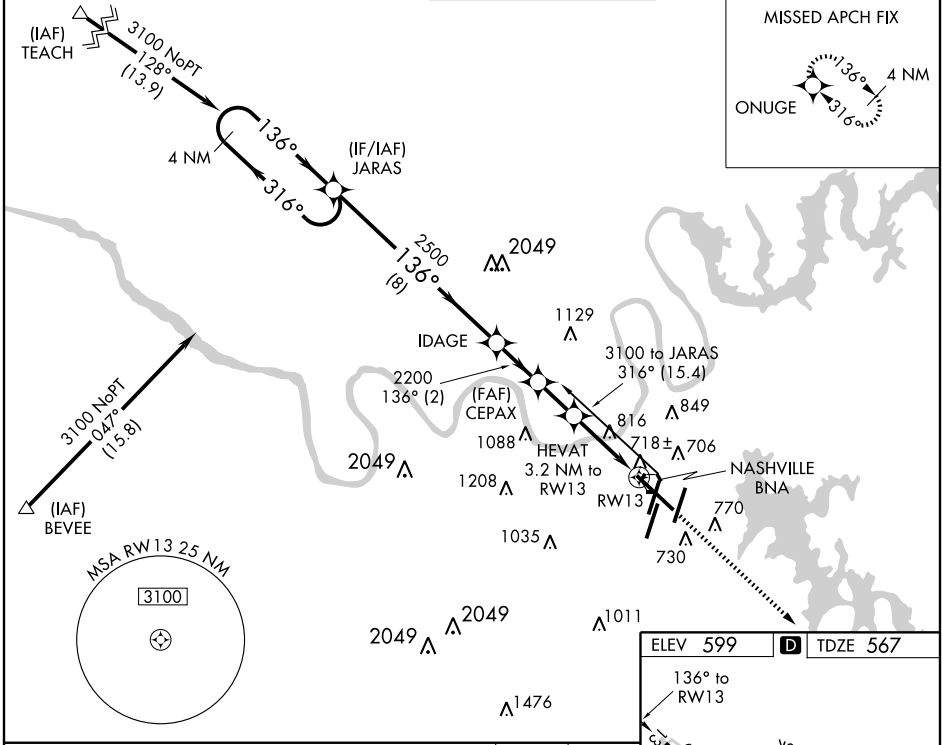 (IAF)
TEACH
3100 NoPT
128°
(13.9)
MISSED APCH FIX
136°
4 NM
ONUGE
316°
136°
4 NM
316°
(IF/IAF)
JARAS
2500
136°
(8)
2049
1129
IDAGE
3100 to JARAS
316° (15.4)
2200
136° (2)
(FAF)
CEPAX
849
816
1088
HEVAT
3.2 NM to
RW13
718±
706
3100 NoPT
047°
(15.8)
2049
1208
NASHVILLE
BNA
RW13
(IAF)
BEVEE
770
1035
730
MSA RW13 25 NM
3100
2049
2049
1011
1476
ELEV 599
D
TDZE 567
136° to
RW13